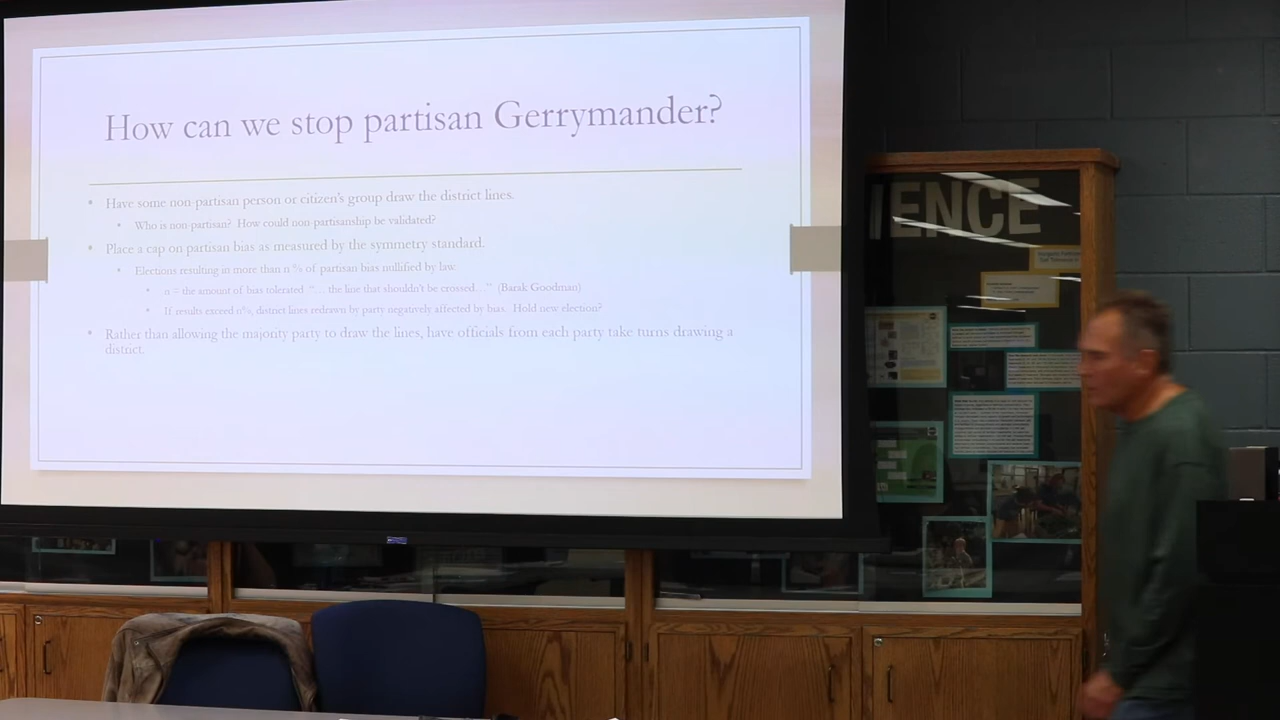 How can we stop partisan Gerrymander?
Have some non-partisan person or citizen's group draw the district lines.
Who is non-partisan? How could non-partisanship be validated?
Place a cap on partisan bias as measured by the symmetry standard.
Elections resulting in more than n % of partisan bias nullified by law
n = the amount of bias tolerated "… the line that shouldn't be crossed…" (Barak Goodman)
If results exceed n%, district lines redrawn by party negatively affected by bias. Hold new election?
Rather than allowing the majority party to draw the lines, have officials from each party take turns drawing a
district.
IENCE